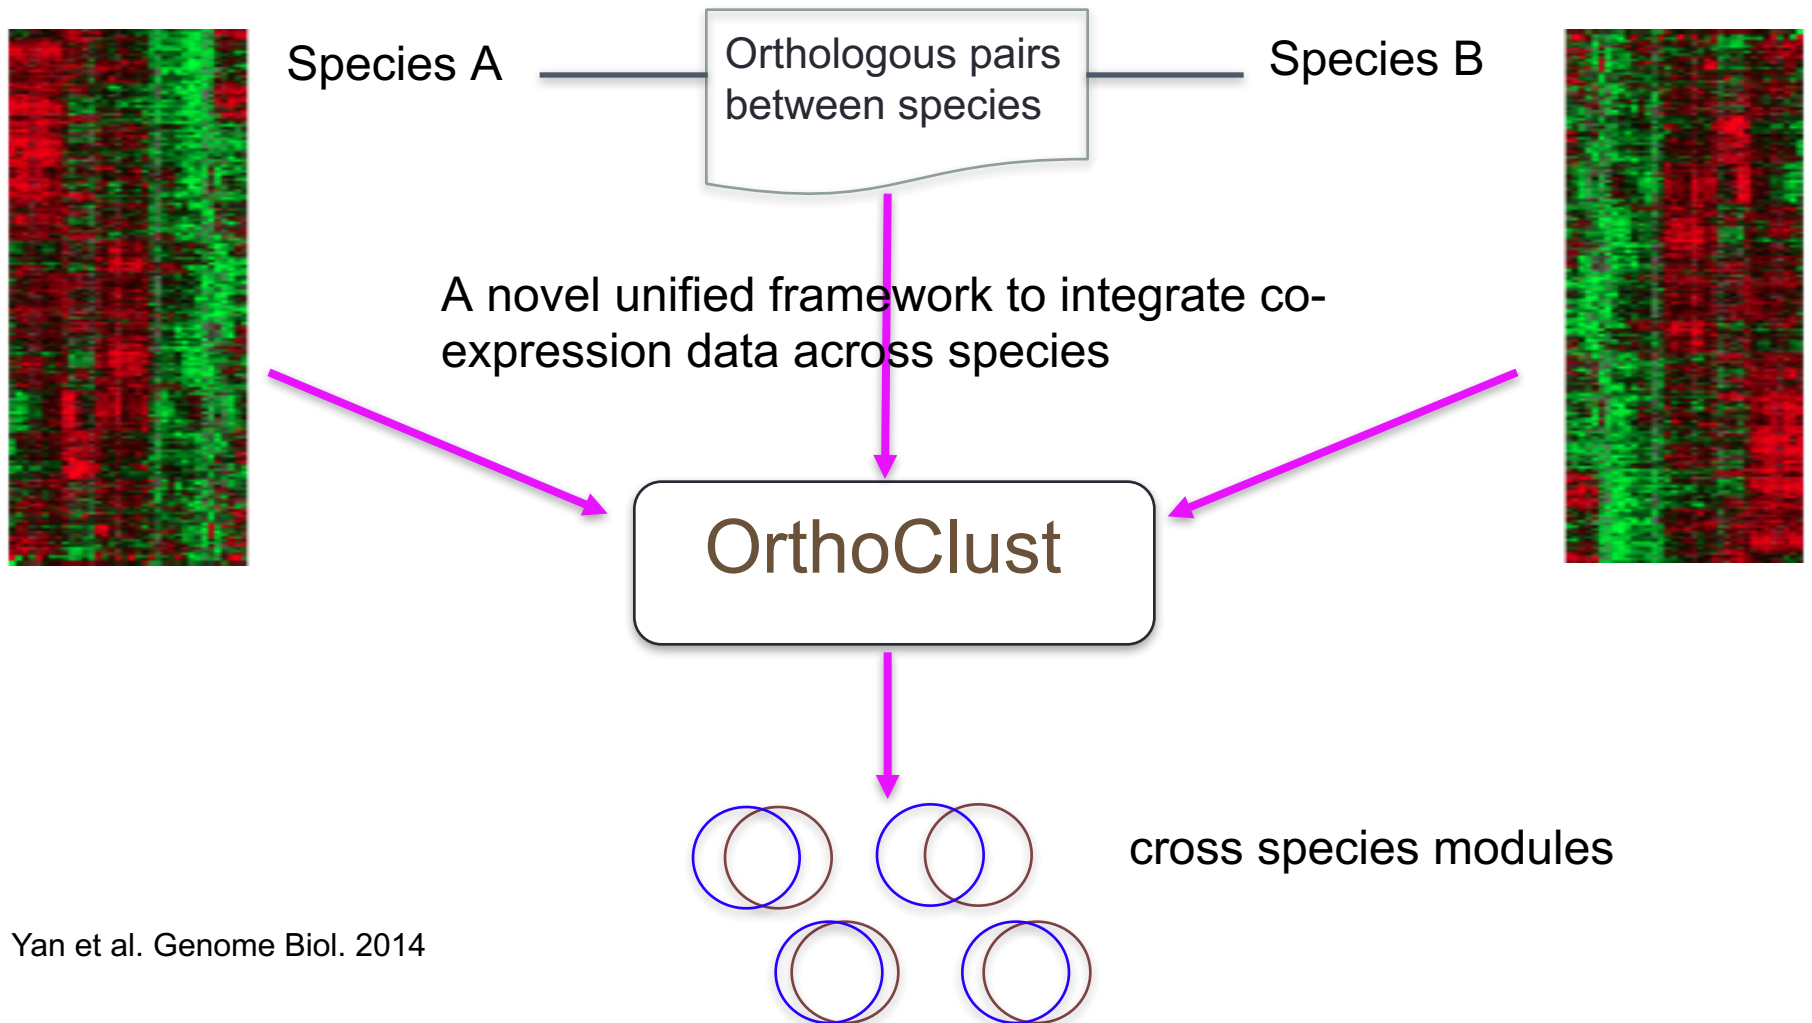 Species A
Orthologous pairs
between species
Species B
A novel unified framework to integrate co-
expression data across species
OrthoClust
cross species modules
Yan et al. Genome Biol. 2014